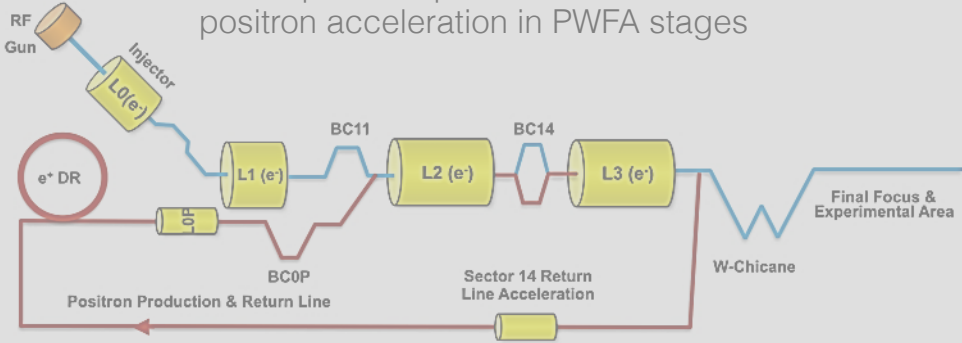 positron acceleration in PWFA stages
RF
Gun
Injector
L0(e-)
BC11
BC14
e+ DR
L1 (e-)
L2 (e-)
L3 (e-)
L0P
Final Focus &
Experimental Area
BC0P
Sector 14 Return
Line Acceleration
W-Chicane
Positron Production & Return Line